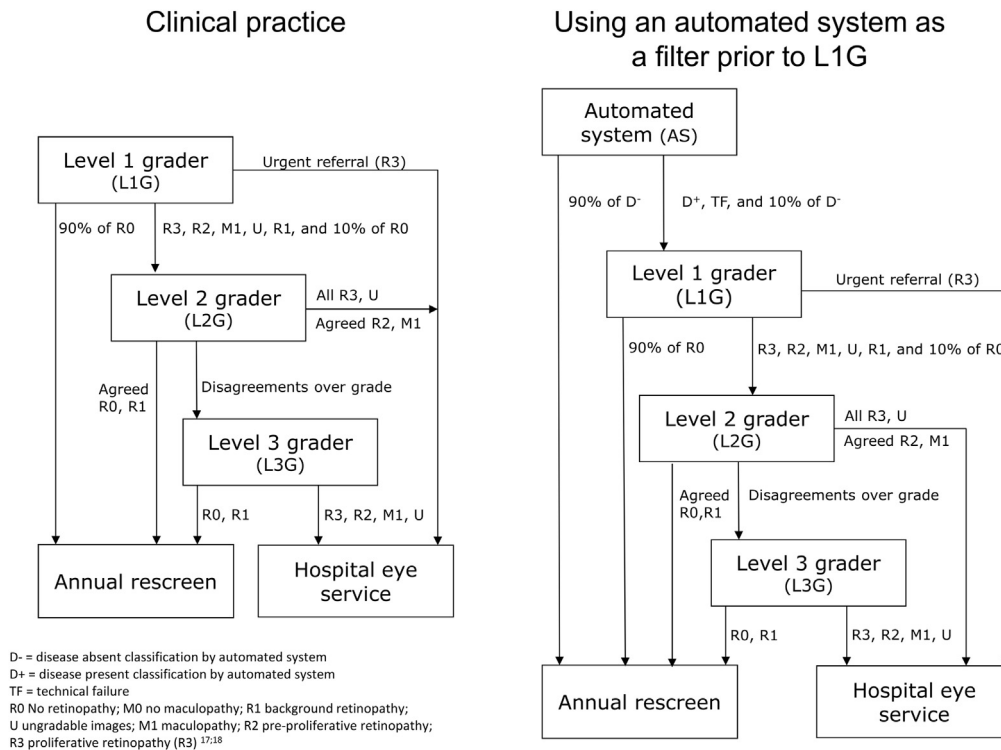 Clinical practice
Level 1 grader
(L1G)
Urgent referral (R3)
90% of R0
R3, R2, M1, U, R1, and 10% of R0
Level 2 grader
(L2G)
All R3, U
Agreed R2, M1
Agreed
R0, R1
Disagreements over grade
Level 3 grader
(L3G)
R0, R1
R3, R2, M1, U
Annual rescreen
Hospital eye
service
D- = disease absent classification by automated system
D+ = disease present classification by automated system
TF = technical failure
R0 No retinopathy; M0 no maculopathy; R1 background retinopathy;
U ungradable images; M1 maculopathy; R2 pre-proliferative retinopathy;
R3 proliferative retinopathy (R3) 17;18
Using an automated system as
a filter prior to L1G
Automated
system (AS)
90% of D-
D+, TF, and 10% of D-
Level 1 grader
(L1G)
Urgent referral (R3)
90% of R0
R3, R2, M1, U, R1, and 10% of R0
Level 2 grader
(L2G)
All R3, U
Agreed R2, M1
Agreed
R0,R1
Disagreements over grade
Level 3 grader
(L3G)
R0, R1
R3, R2, M1, U
Annual rescreen
Hospital eye
service